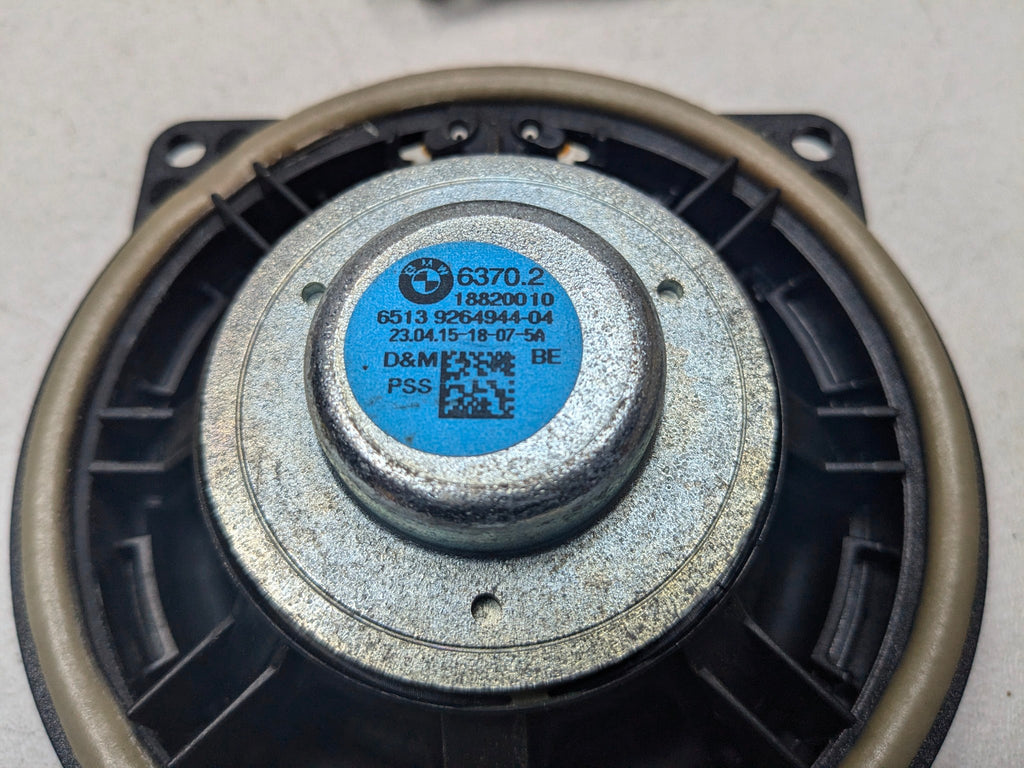 BMW
6370.2
18820010
6513 9264944-04
23.04.15-18-07-5A
D&M BE
PSS